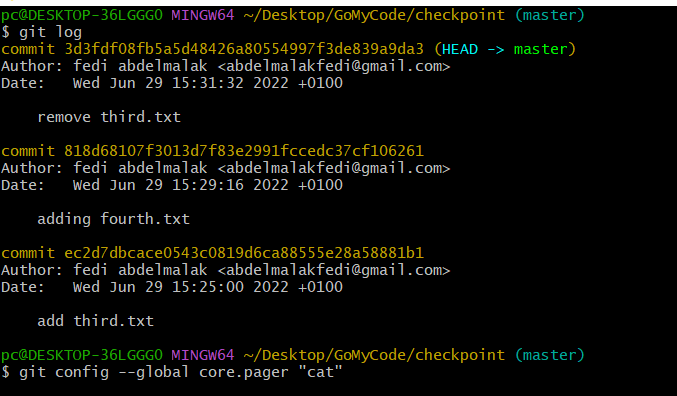 pc@DESKTOP-36LGGGO MINGW64 ~/Desktop/GoMyCode/checkpoint (master)
$ git log
commit 3d3fdf08fb5a5d48426a80554997f3de839a9da3 (HEAD -> master)
Author: fedi abdelmalak <abdelmalakfedi@gmail.com>
Date:   Wed Jun 29 15:31:32 2022 +0100
    remove third.txt
commit 818d68107f3013d7f83e2991fccedc37cf106261
Author: fedi abdelmalak <abdelmalakfedi@gmail.com>
Date:   Wed Jun 29 15:29:16 2022 +0100
    adding fourth.txt
commit ec2d7dbcace0543c0819d6ca88555e28a58881b1
Author: fedi abdelmalak <abdelmalakfedi@gmail.com>
Date:   Wed Jun 29 15:25:00 2022 +0100
    add third.txt
pc@DESKTOP-36LGGGO MINGW64 ~/Desktop/GoMyCode/checkpoint (master)
$ git config --global core.pager "cat"